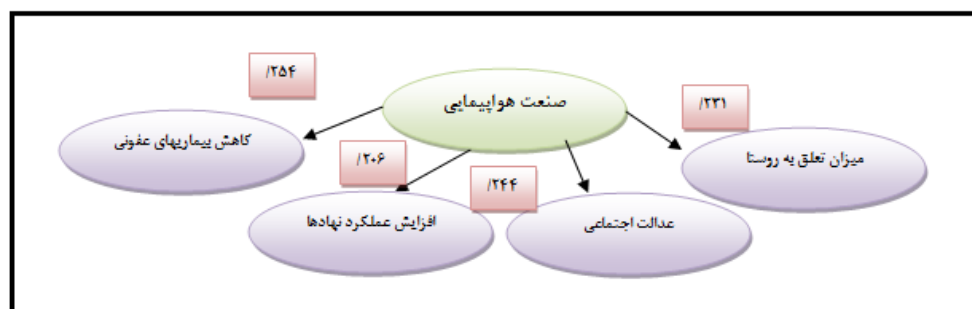 صنعت هواپیمایی
/۲۳۱
میزان تعلق به روستا
/۲۴۴
عدالت اجتماعی
/۲۰۶
افزایش عملکرد نهادها
/۲۵۴
کاهش بیماریهای عفونی